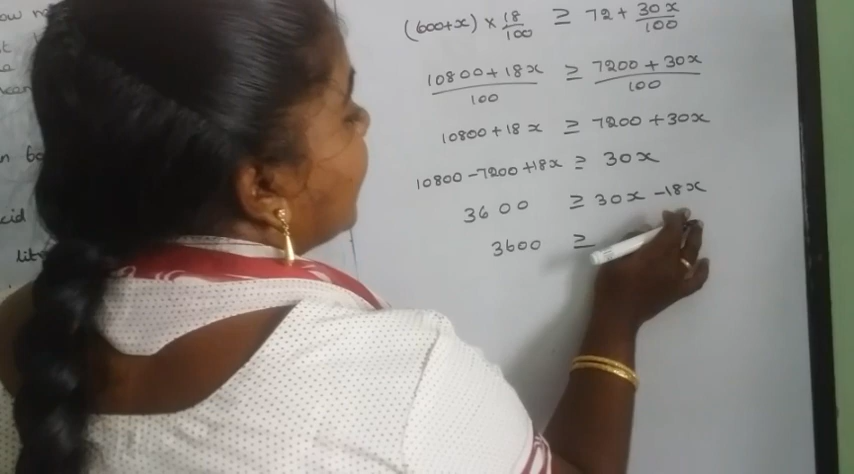 (600+x) × 18/100 ≥ 72 + 30x/100
10800 + 18x/100 ≥ 7200 + 30x/100
10800 + 18x ≥ 7200 + 30x
10800 - 7200 + 18x ≥ 30x
3600 ≥ 30x - 18x
3600 ≥